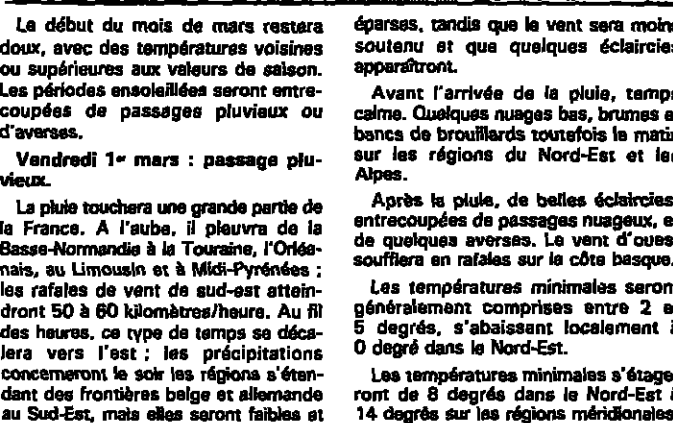 Le début du mois de mars restera
doux, avec des températures voisines
ou supérieures aux valeurs de saison.
Les périodes ensoleillées seront entre-
coupées de passages pluvieux ou
d'averses.
Vendredi 1er mars : passage plu-
vieux.
La pluie touchera une grande partie de
la France. A l'aube, il pleuvra de la
Basse-Normandie à la Touraine, l'Orléa-
nais, au Limousin et à Midi-Pyrénées ;
les rafales de vent de sud-est attein-
dront 50 à 60 kilomètres/heure. Au fil
des heures, ce type de temps se déca-
lera vers l'est ; les précipitations
concerneront le soir les régions s'éten-
dant des frontières belge et allemande
au Sud-Est, mais elles seront faibles et
éparses, tandis que le vent sera moins
soutenu et que quelques éclaircies
apparaîtront.
Avant l'arrivée de la pluie, temps
calme. Quelques nuages bas, brumes e
bancs de brouillards toutefois le matin
sur les régions du Nord-Est et les
Alpes.
Après la pluie, de belles éclaircies
entrecoupées de passages nuageux, e
de quelques averses. Le vent d'oues
soufflera en rafales sur la côte basque.
Les températures minimales seron
généralement comprises entre 2 e
5 degrés, s'abaissant localement à
0 degré dans le Nord-Est.
Les températures minimales s'étage-
ront de 8 degrés dans le Nord-Est à
14 degrés sur les régions méridionales.